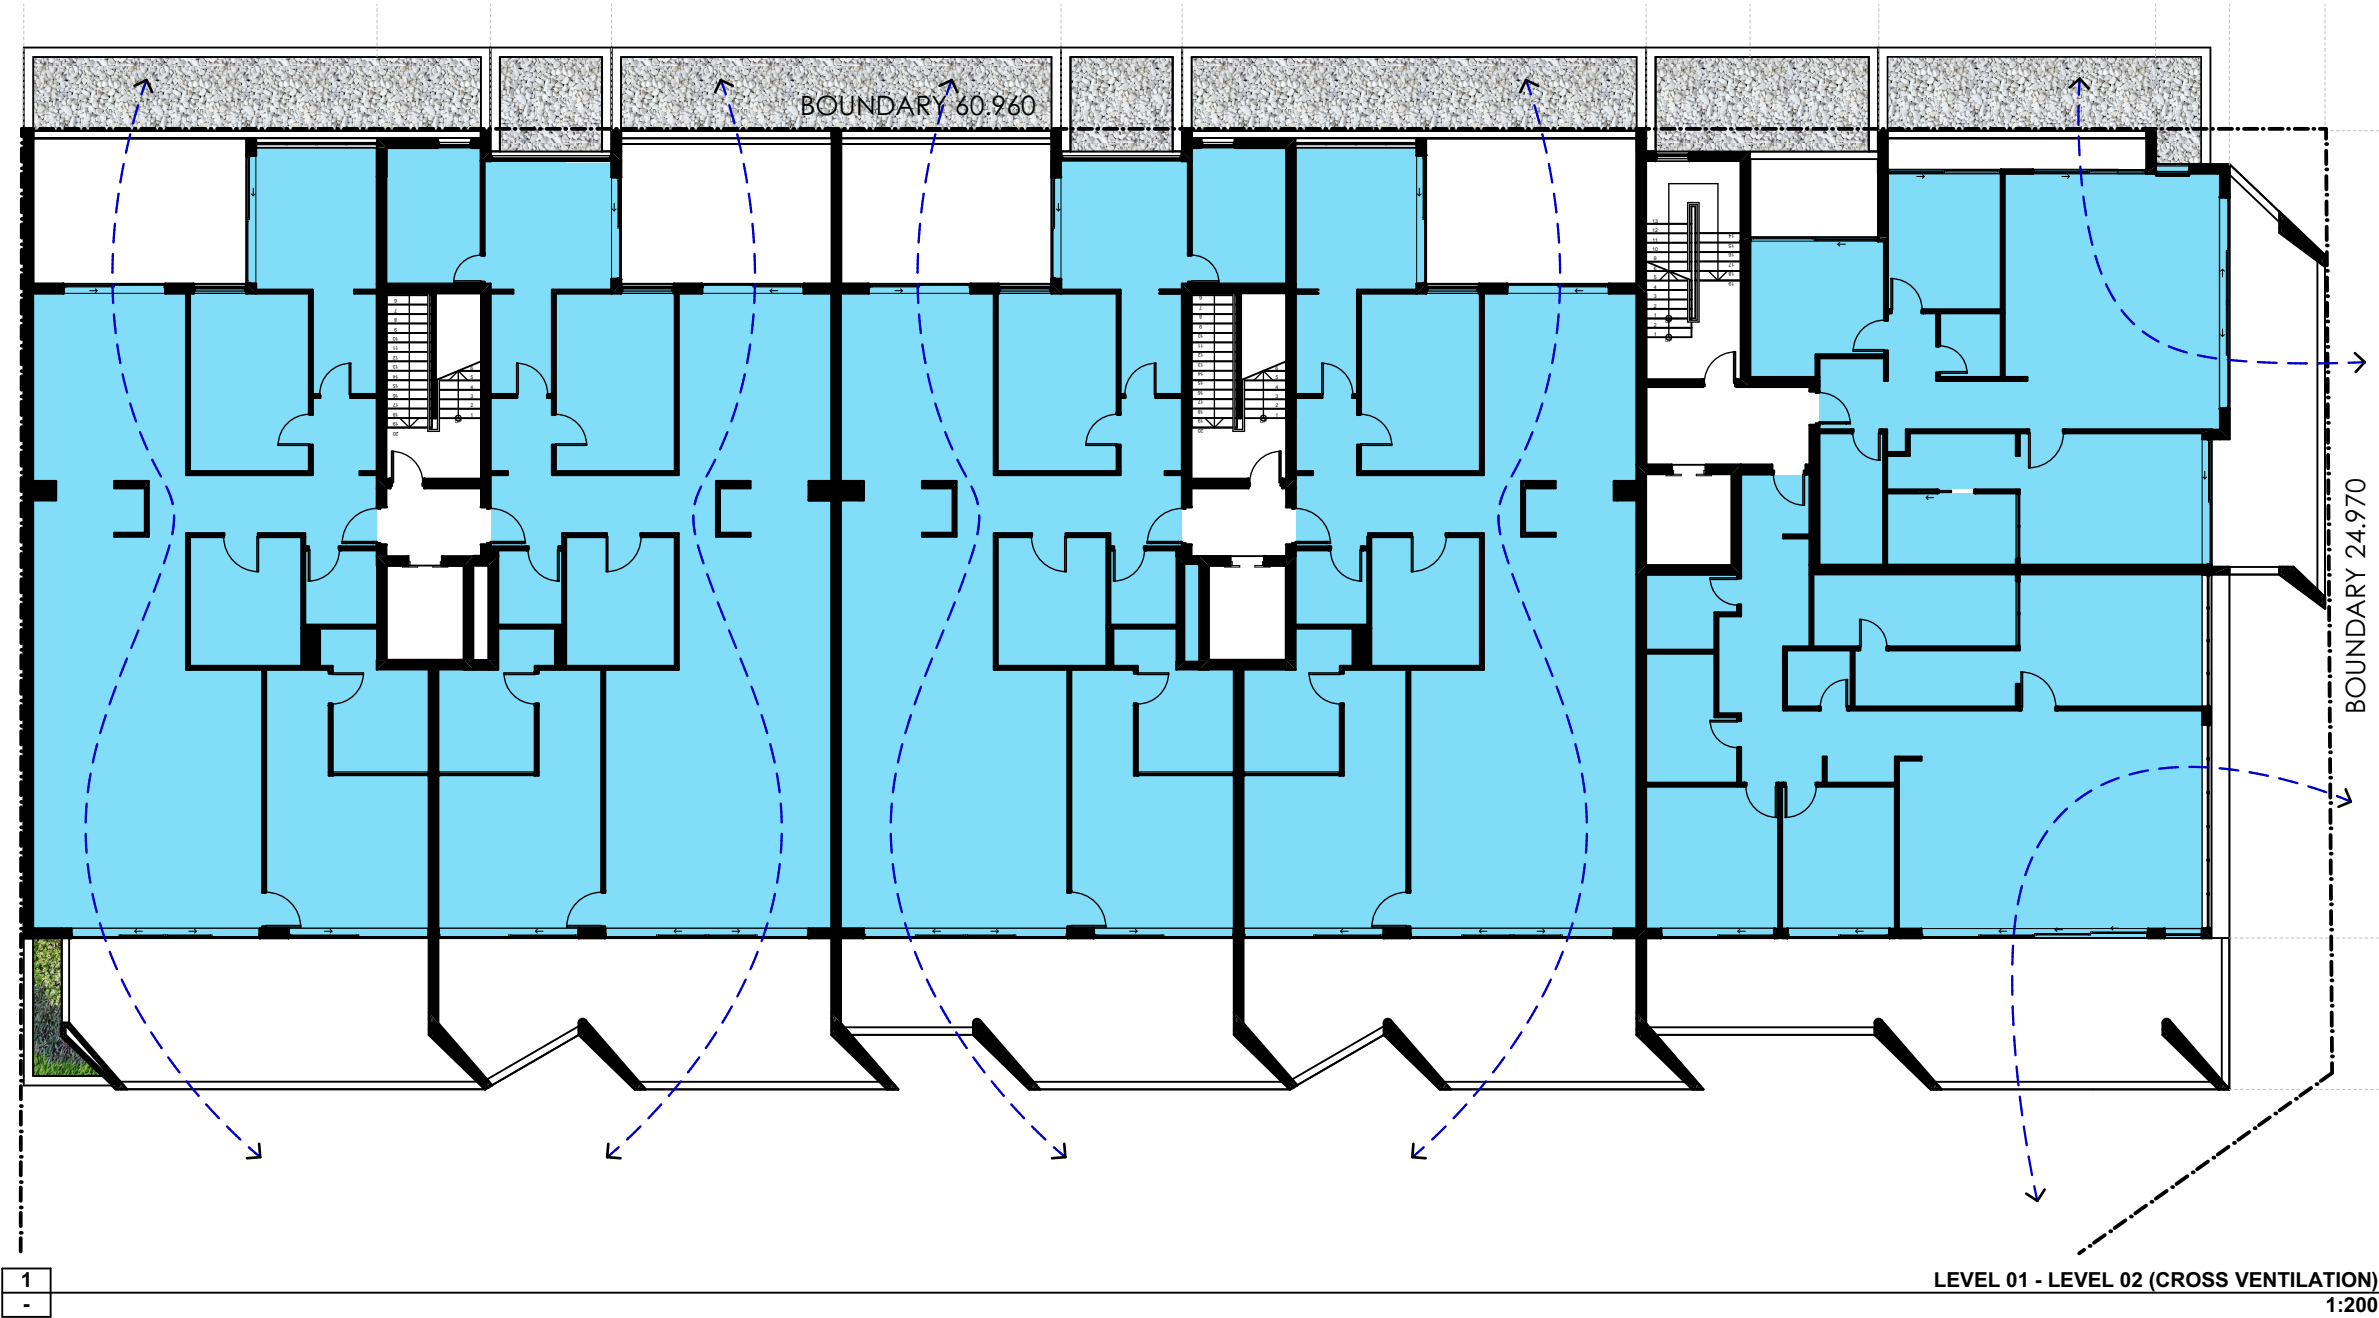 BOUNDARY 60.960
BOUNDARY 24.970
1
-
LEVEL 01 - LEVEL 02 (CROSS VENTILATION)
1:200